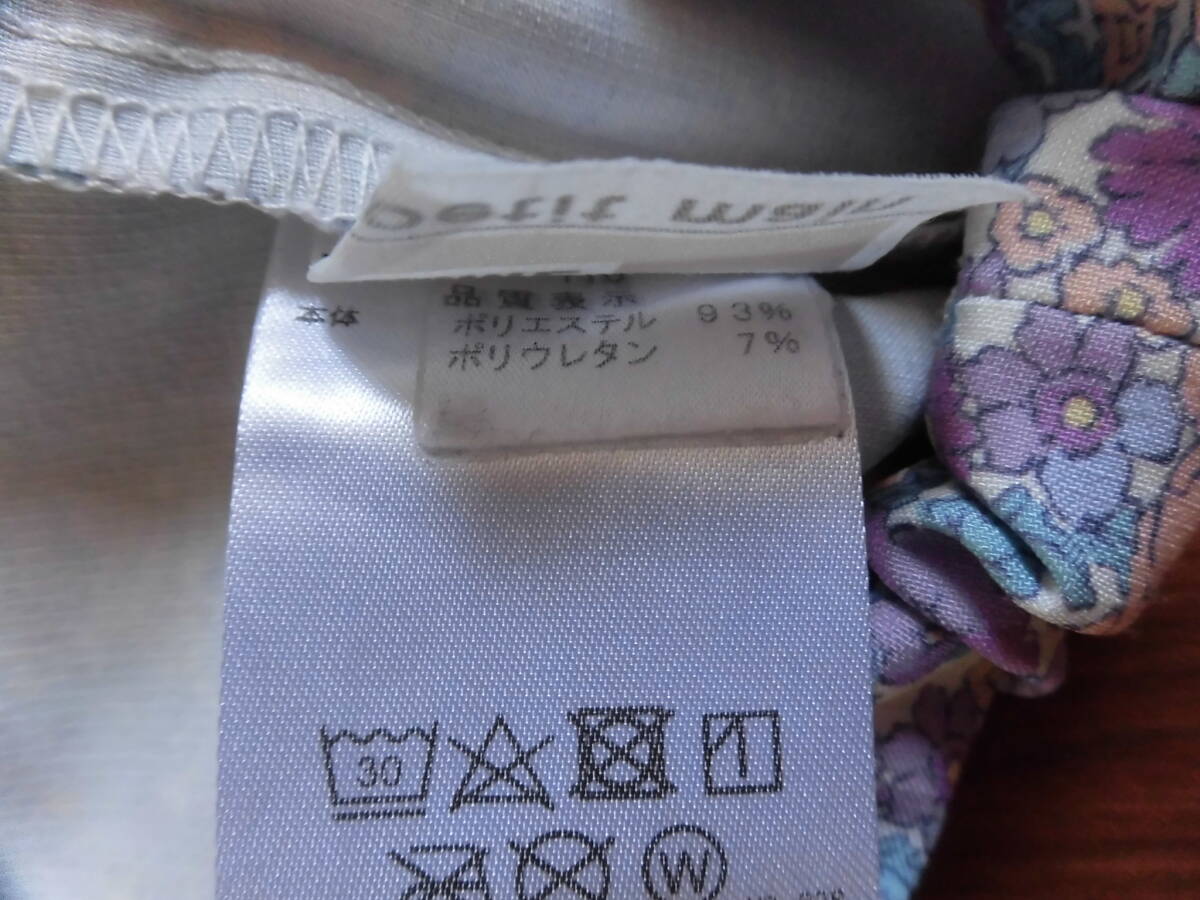 petit main
品質表示
本体 ポリエステル 93%
ポリウレタン 7%
30
W